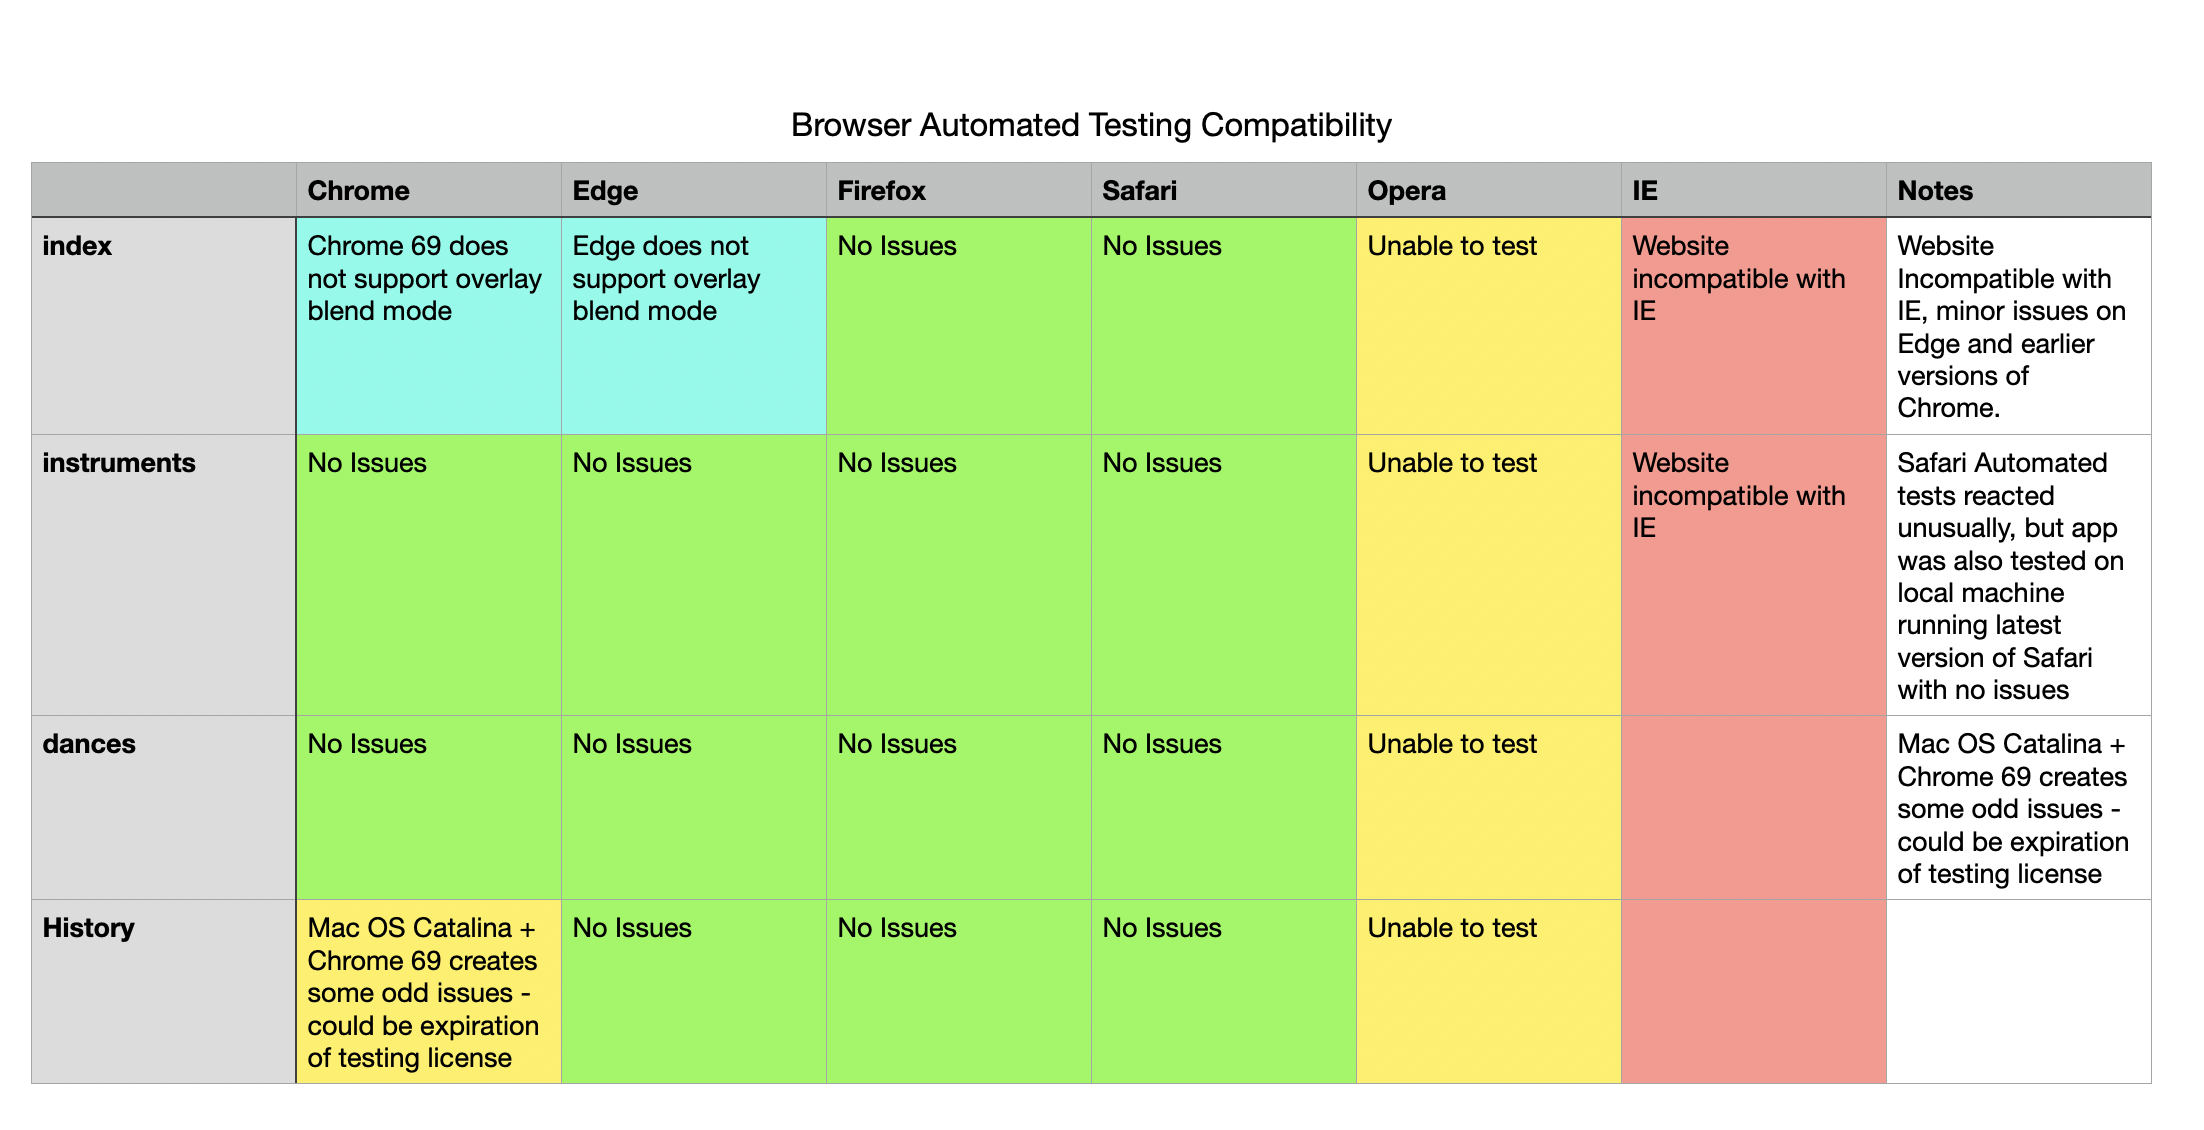 Browser Automated Testing Compatibility
Chrome Edge Firefox Safari Opera IE Notes
index
Chrome 69 does
not support overlay
blend mode
Edge does not
support overlay
blend mode
No Issues
No Issues
Unable to test
Website
incompatible with
IE
Website
Incompatible with
IE, minor issues on
Edge and earlier
versions of
Chrome.
instruments
No Issues
No Issues
No Issues
No Issues
Unable to test
Website
incompatible with
IE
Safari Automated
tests reacted
unusually, but app
was also tested on
local machine
running latest
version of Safari
with no issues
dances
No Issues
No Issues
No Issues
No Issues
Unable to test
Mac OS Catalina +
Chrome 69 creates
some odd issues -
could be expiration
of testing license
History
Mac OS Catalina +
Chrome 69 creates
some odd issues -
could be expiration
of testing license
No Issues
No Issues
No Issues
Unable to test